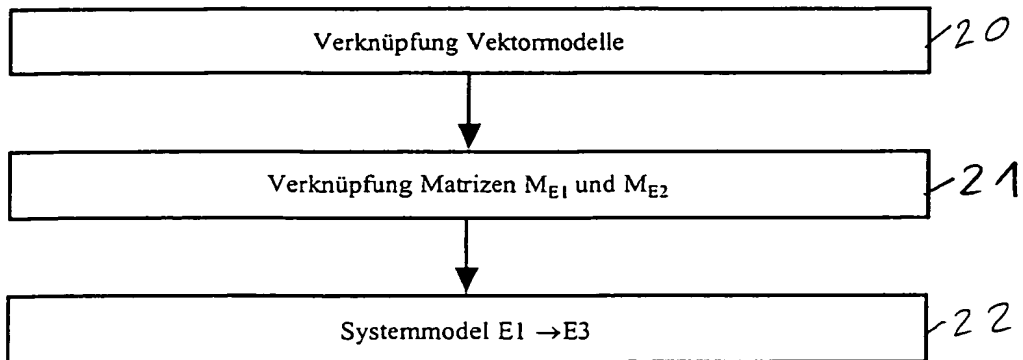 Verknüpfung Vektormodelle
20
Verknüpfung Matrizen M_E1 und M_E2
21
Systemmodel E1 →E3
22